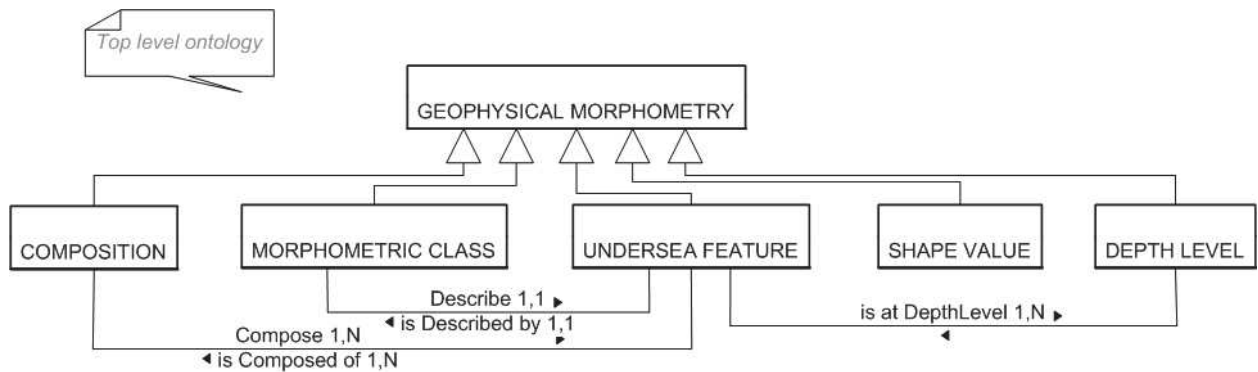 Top level ontology
GEOPHYSICAL MORPHOMETRY
COMPOSITION
MORPHOMETRIC CLASS
UNDERSEA FEATURE
SHAPE VALUE
DEPTH LEVEL
Describe 1,1
is Described by 1,1
is at DepthLevel 1,N
Compose 1,N
is Composed of 1,N